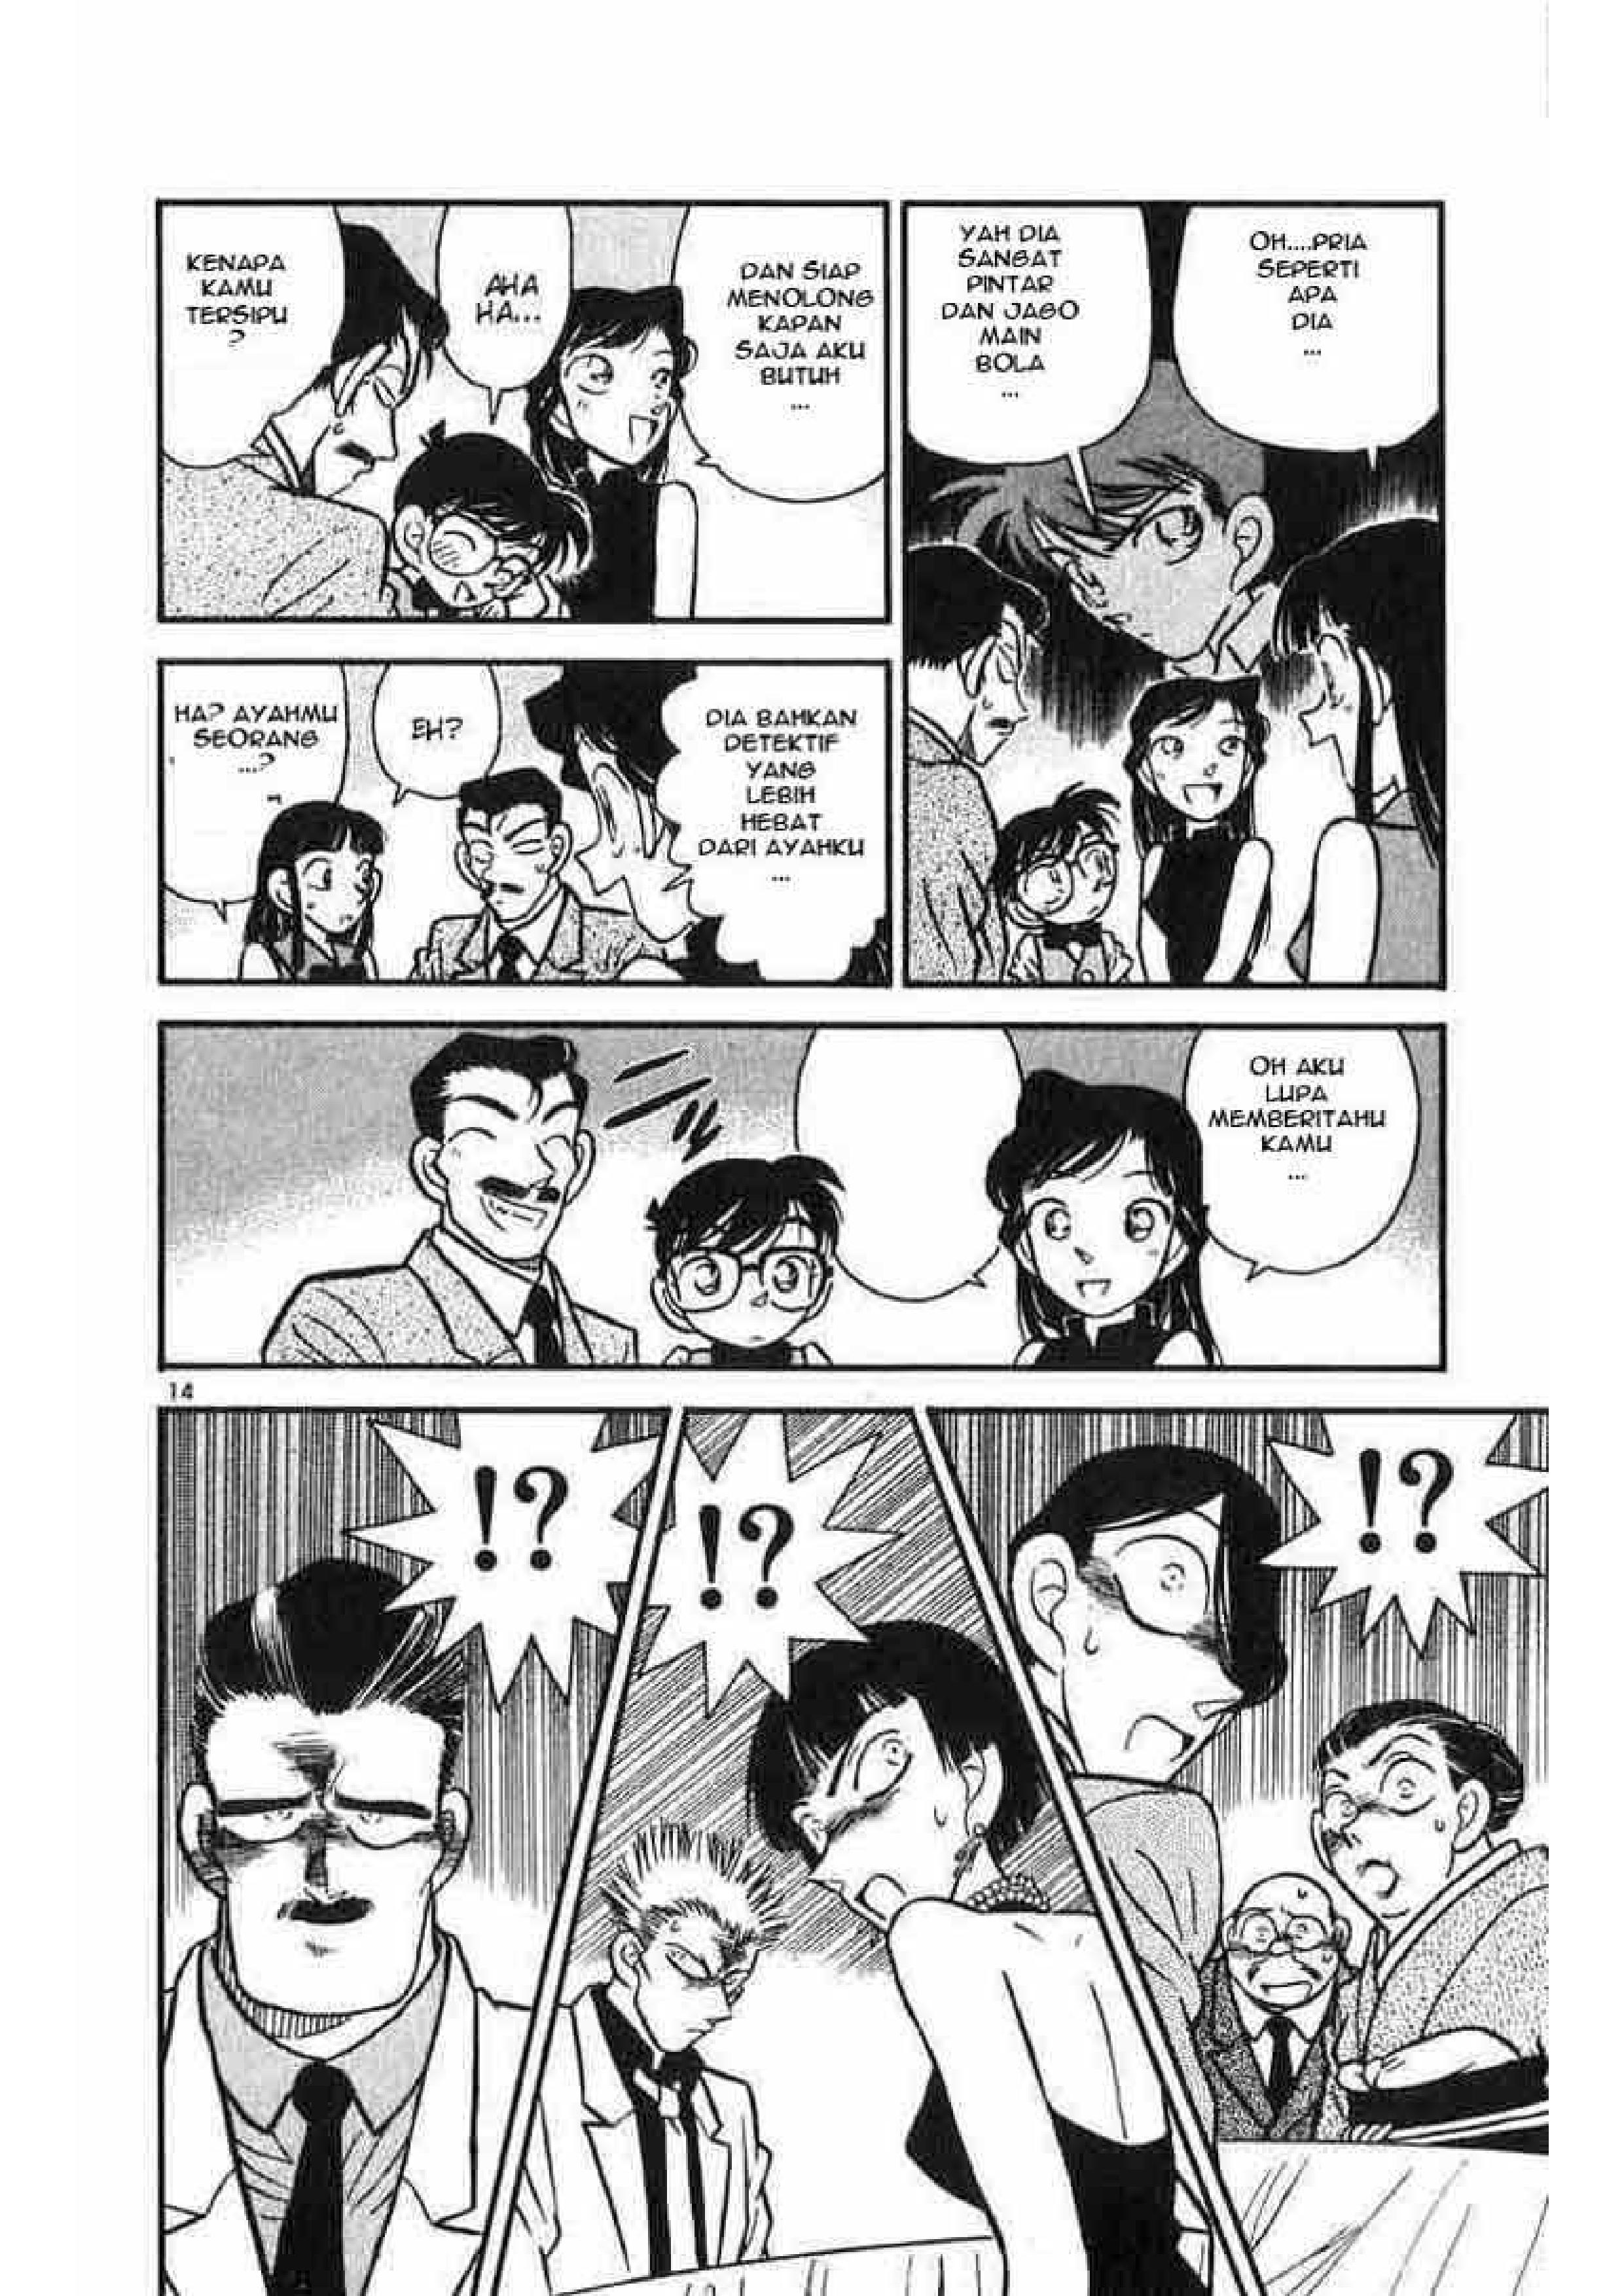 OH....PRIA
SEPERTI
APA
DIA
...
YAH DIA
SANGAT
PINTAR
DAN JAGO
MAIN
BOLA
...
DAN SIAP
MENOLONG
KAPAN
SAJA AKU
BUTUH
...
AHA
HA...
KENAPA
KAMU
TERSIPU
?
DIA BAHKAN
DETEKTIF
YANG
LEBIH
HEBAT
DARI AYAHKU
...
EH?
HA? AYAHMU
SEORANG
...?
OH AKU
LUPA
MEMBERITAHU
KAMU
...
14
!?
!?
!?